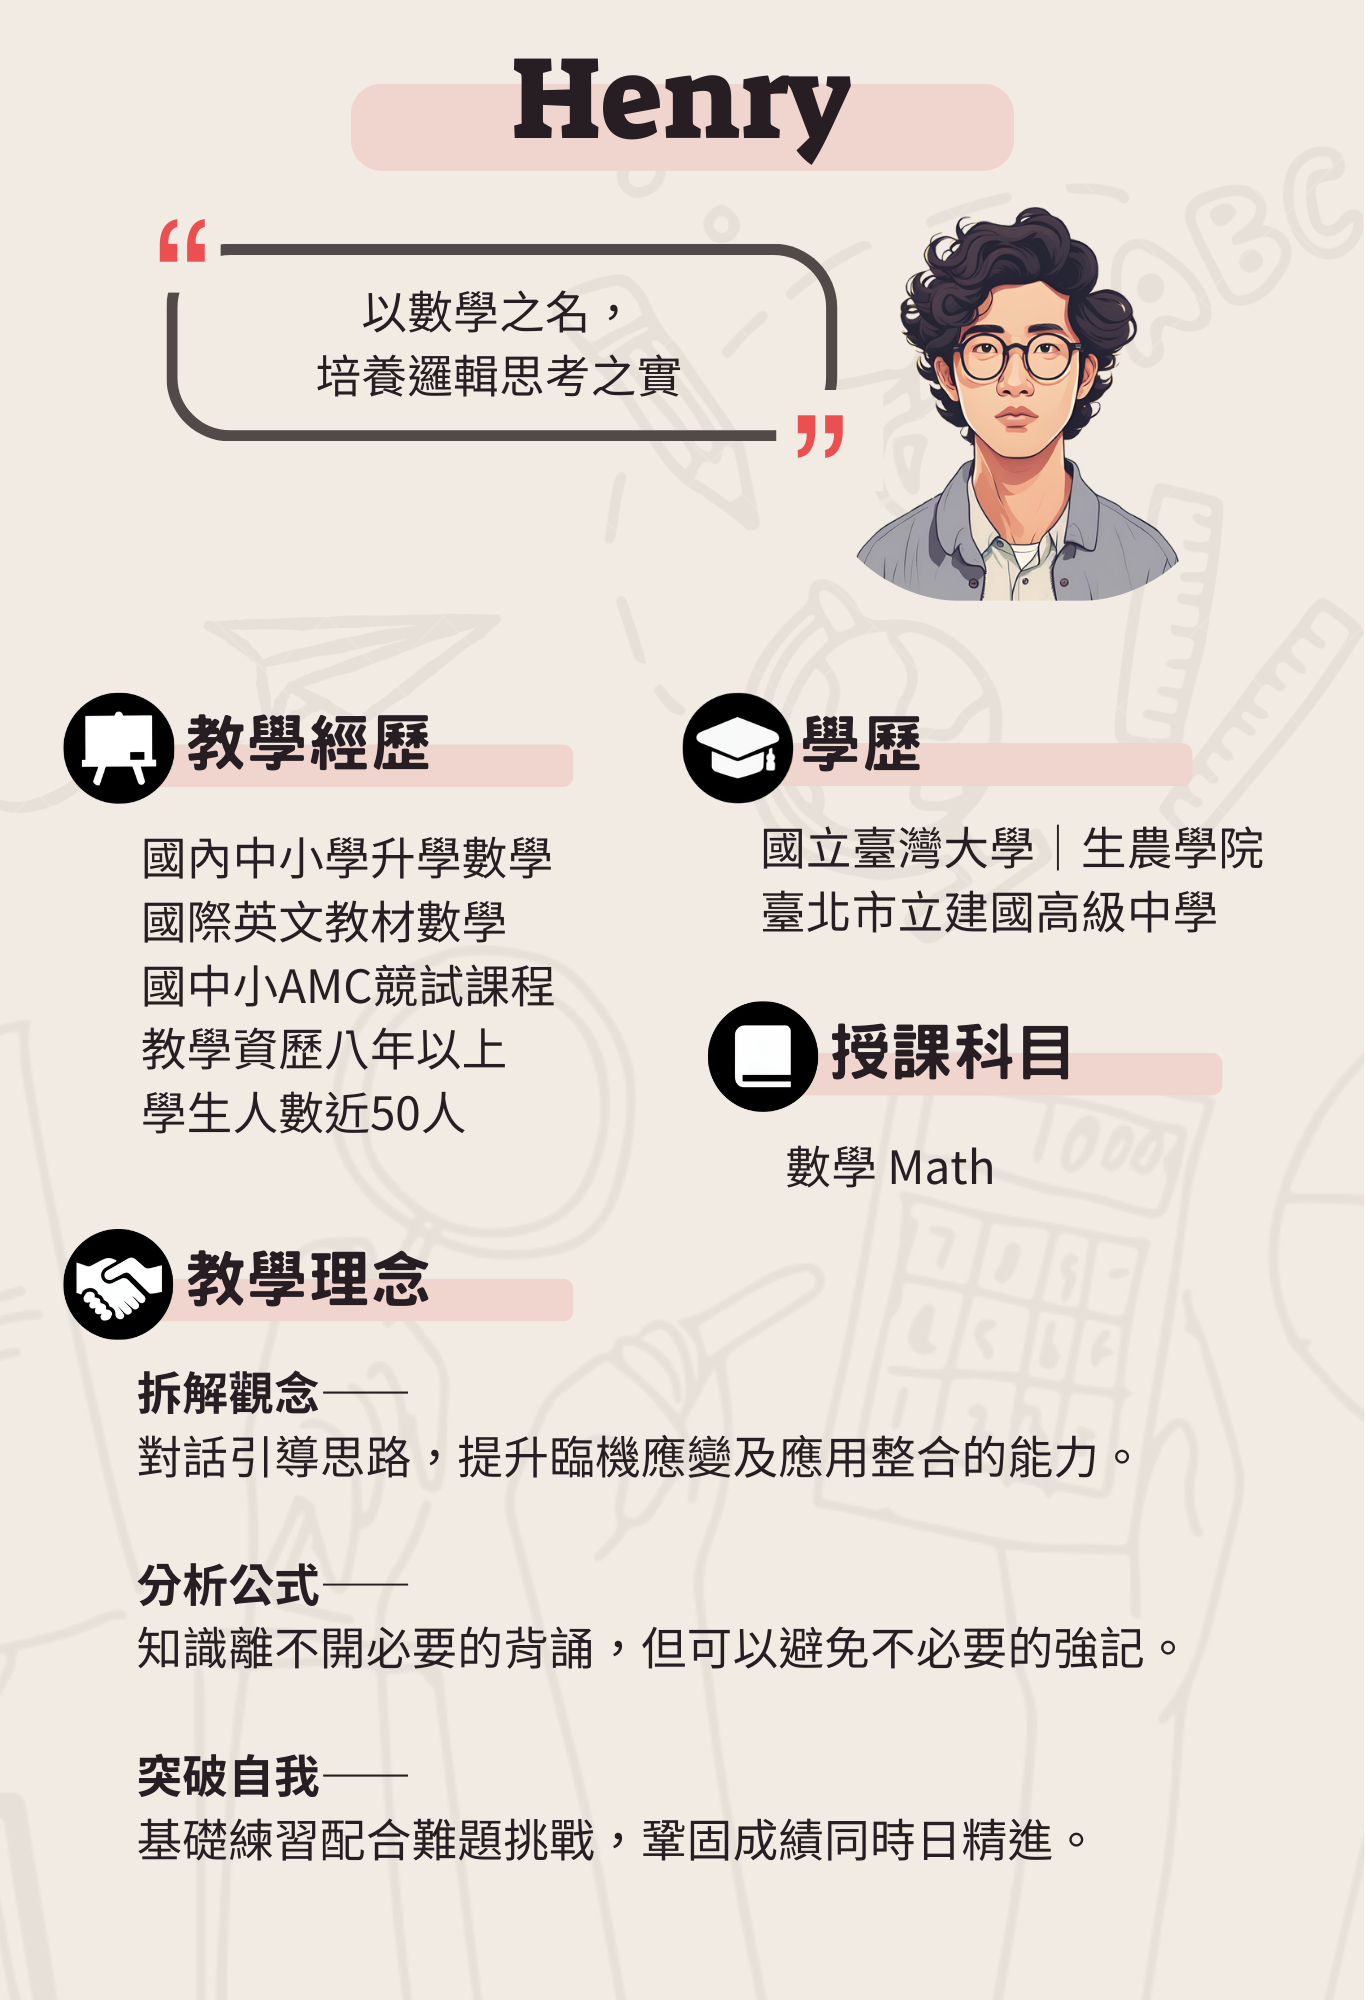 Henry
“
以數學之名，
培養邏輯思考之實
”
教學經歷
國內中小學升學數學
國際英文教材數學
國中小AMC競試課程
教學資歷八年以上
學生人數近50人
學歷
國立臺灣大學｜生農學院
臺北市立建國高級中學
授課科目
數學 Math
教學理念
拆解觀念——
對話引導思路，提升臨機應變及應用整合的能力。
分析公式——
知識離不開必要的背誦，但可以避免不必要的強記。
突破自我——
基礎練習配合難題挑戰，鞏固成績同時日精進。
ABC